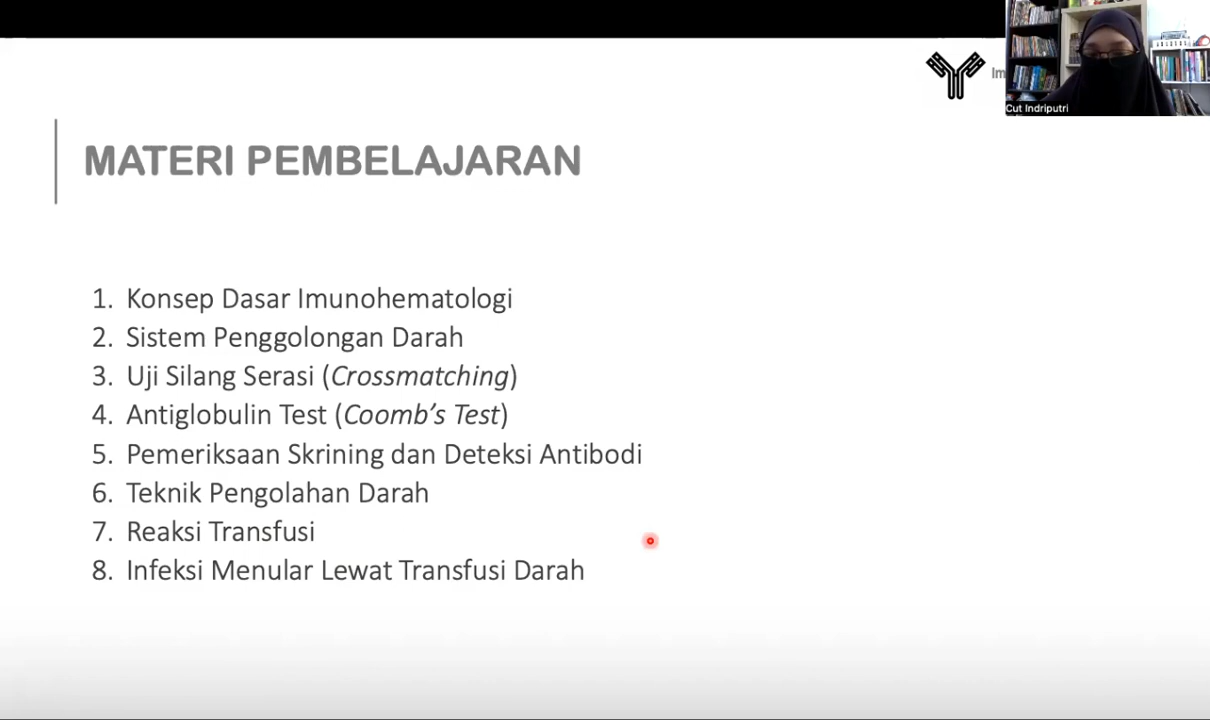 Im
Cut Indriputri
MATERI PEMBELAJARAN
1. Konsep Dasar Imunohematologi
2. Sistem Penggolongan Darah
3. Uji Silang Serasi (Crossmatching)
4. Antiglobulin Test (Coomb’s Test)
5. Pemeriksaan Skrining dan Deteksi Antibodi
6. Teknik Pengolahan Darah
7. Reaksi Transfusi
8. Infeksi Menular Lewat Transfusi Darah